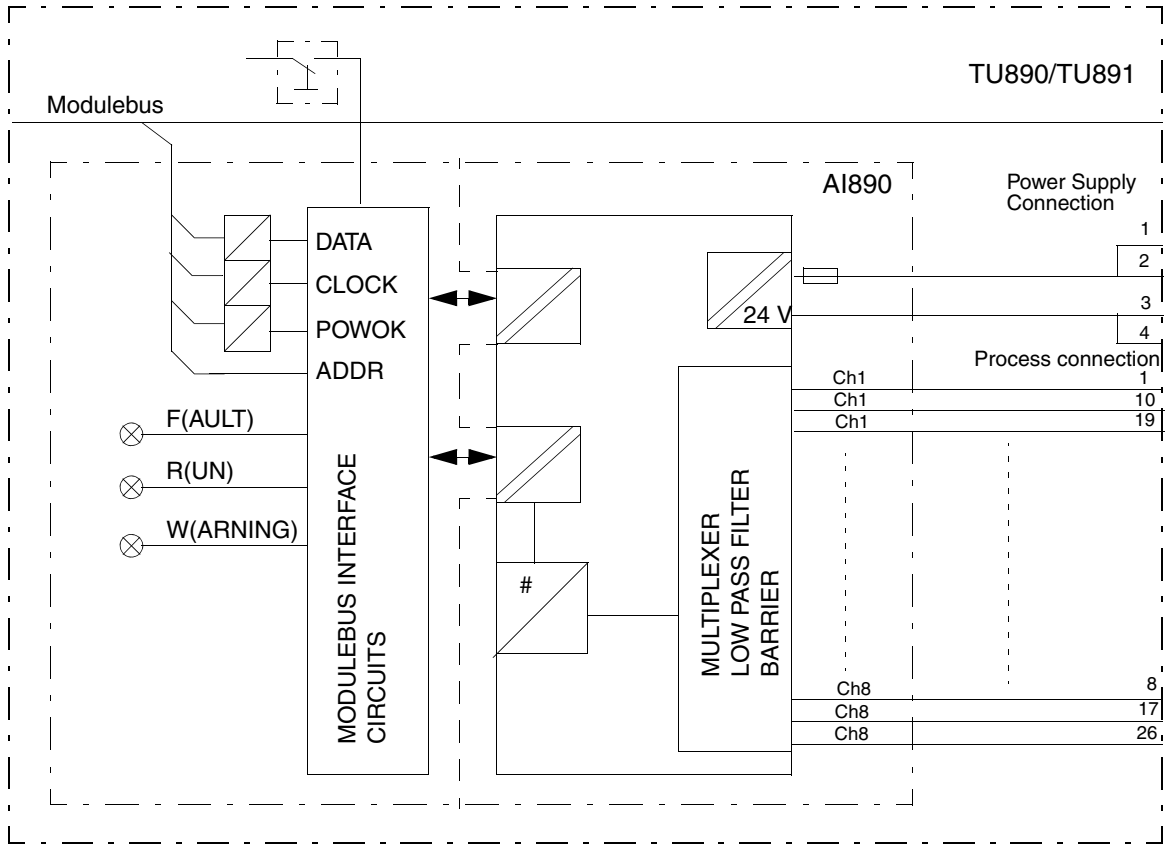 TU890/TU891
Modulebus
AI890
Power Supply
Connection
1
2
3
4
DATA
CLOCK
POWOK
ADDR
24 V
Process connection
Ch1 1
Ch1 10
Ch1 19
F(AULT)
R(UN)
W(ARNING)
MODULEBUS INTERFACE
CIRCUITS
#
MULTIPLEXER
LOW PASS FILTER
BARRIER
Ch8 8
Ch8 17
Ch8 26